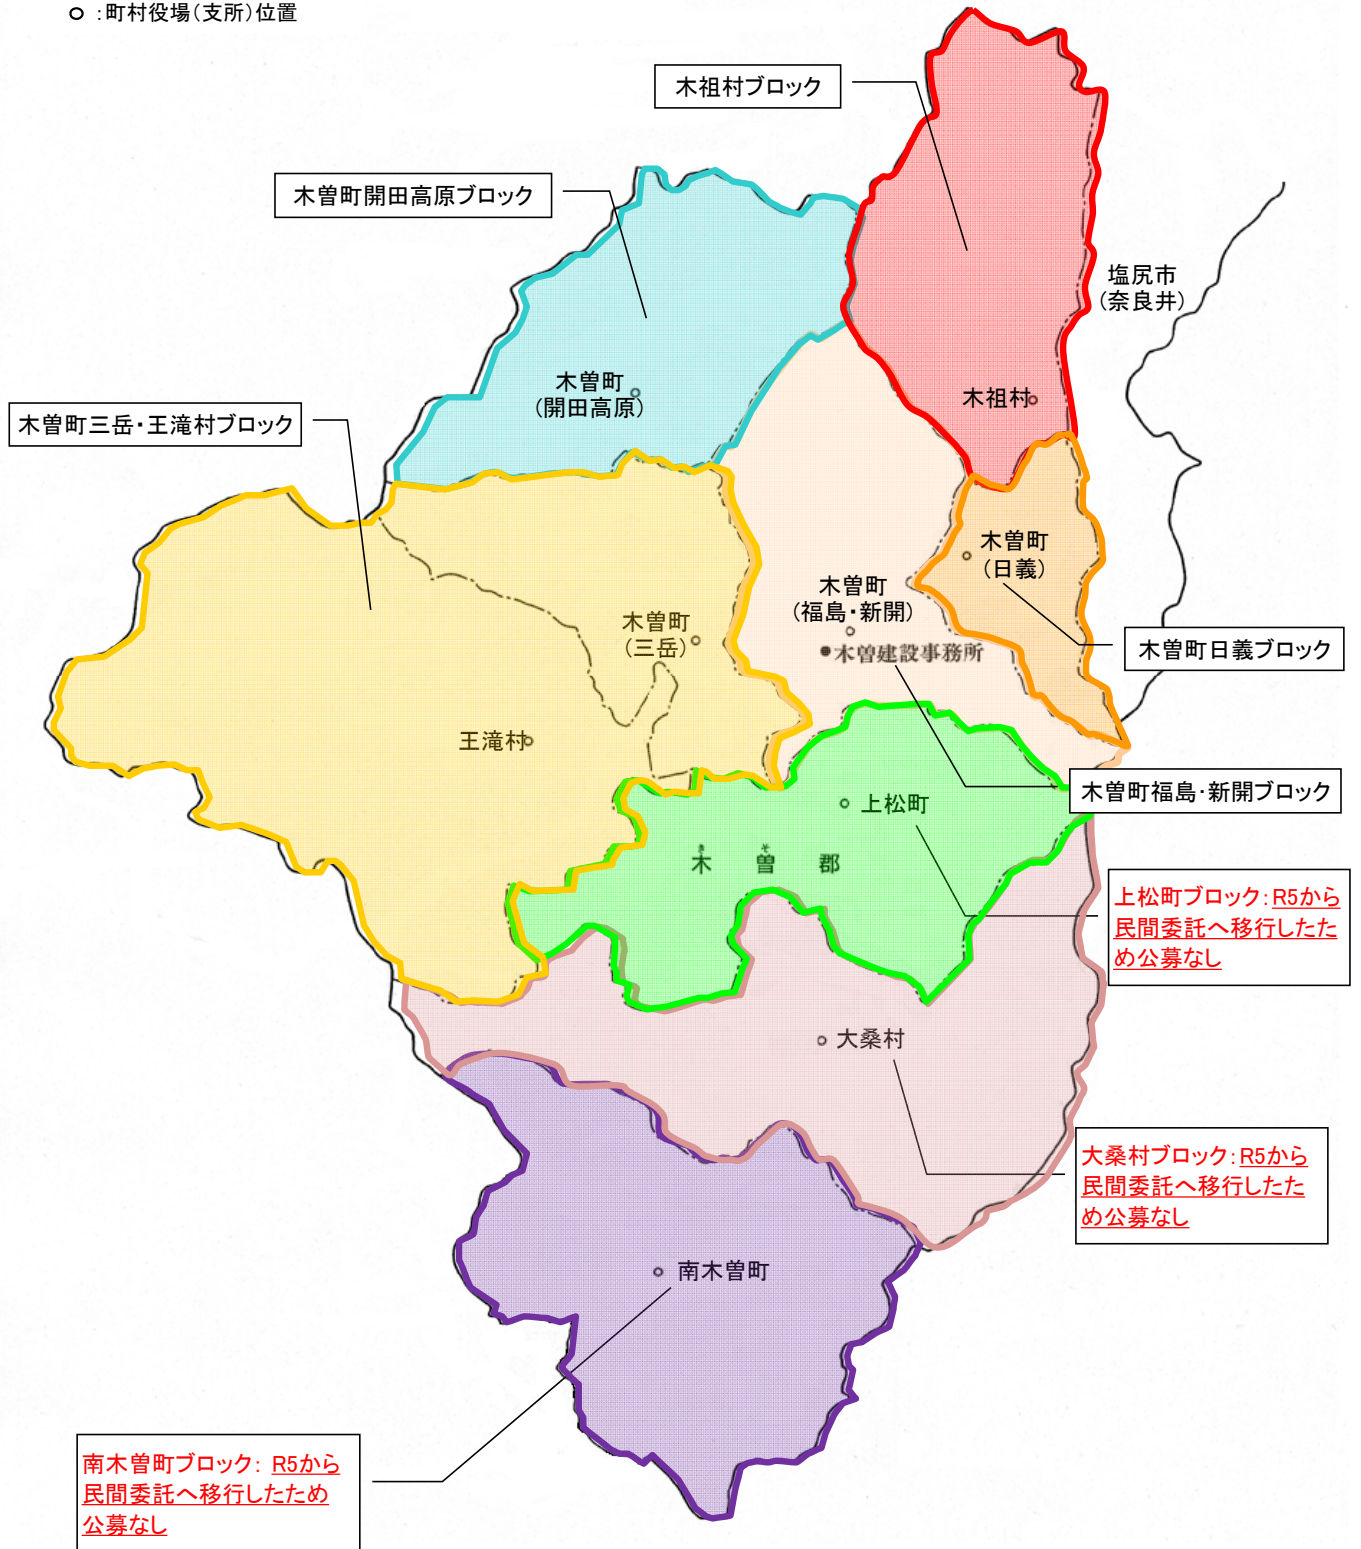 ○ ：町村役場（支所）位置
木祖村ブロック
木曽町開田高原ブロック
塩尻市
（奈良井）
木曽町
（開田高原）
木祖村
木曽町三岳・王滝村ブロック
木曽町
（日義）
木曽町
（福島・新開）
木曽町
（三岳）
木曽建設事務所
木曽町日義ブロック
王滝村
木曽町福島・新開ブロック
上松町
き そ
木 曽 郡
上松町ブロック：R5から
民間委託へ移行したた
め公募なし
大桑村
大桑村ブロック：R5から
民間委託へ移行したた
め公募なし
南木曽町
南木曽町ブロック： R5から
民間委託へ移行したため
公募なし